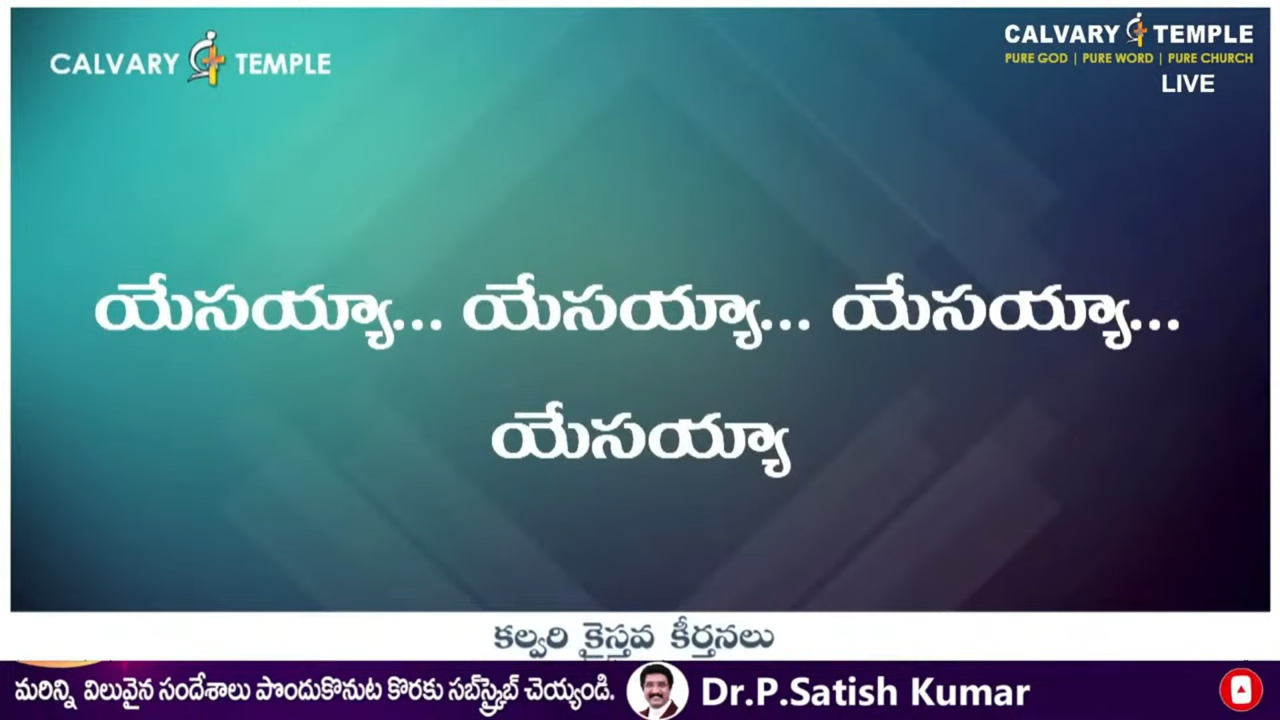 CALVARY TEMPLE
CALVARY TEMPLE
PURE GOD | PURE WORD | PURE CHURCH
LIVE
యేసయ్యా... యేసయ్యా... యేసయ్యా...
యేసయ్యా
కల్వరి క్రైస్తవ కీర్తనలు
మరిన్ని విలువైన సందేశాలు పొందుకొనుట కొరకు సబ్‌స్క్రైబ్ చెయ్యండి.
Dr.P.Satish Kumar